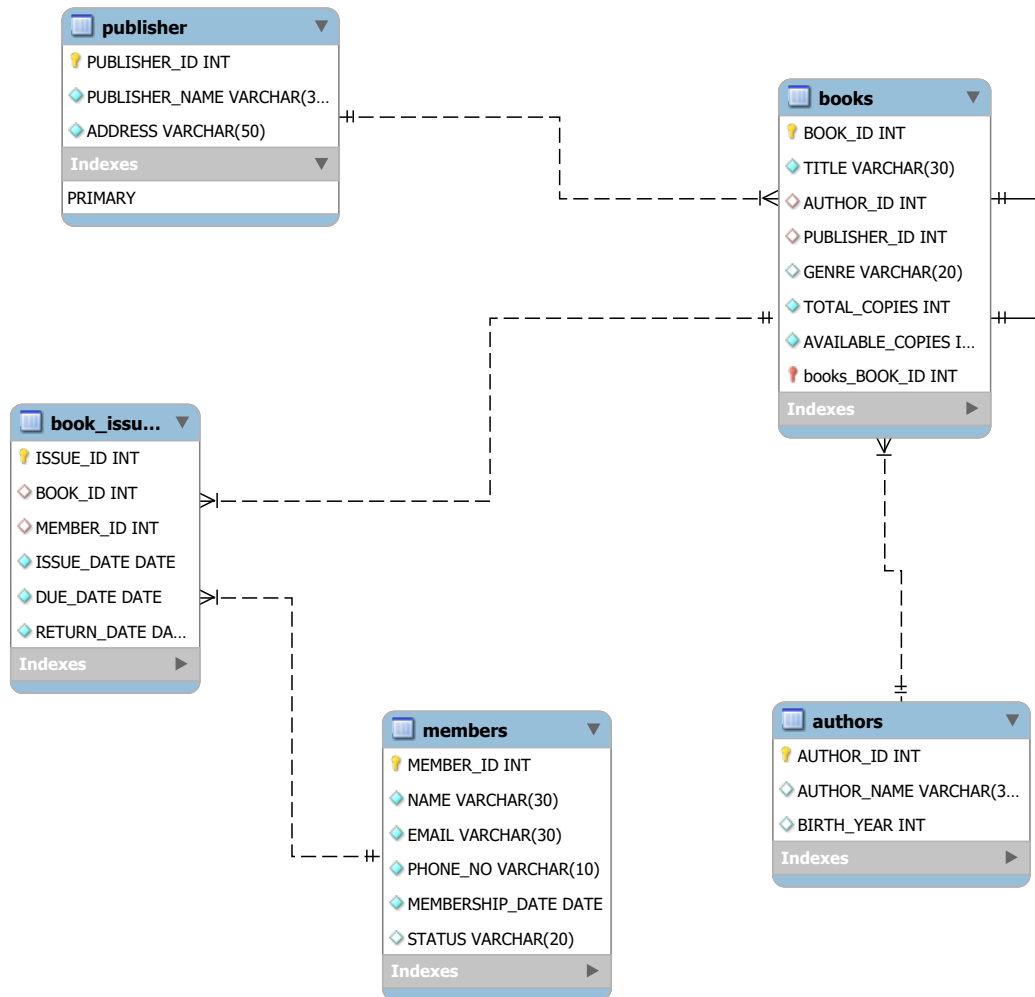 publisher
PUBLISHER_ID INT
PUBLISHER_NAME VARCHAR(3...
ADDRESS VARCHAR(50)
Indexes
PRIMARY
books
BOOK_ID INT
TITLE VARCHAR(30)
AUTHOR_ID INT
PUBLISHER_ID INT
GENRE VARCHAR(20)
TOTAL_COPIES INT
AVAILABLE_COPIES I...
books_BOOK_ID INT
Indexes
book_issu...
ISSUE_ID INT
BOOK_ID INT
MEMBER_ID INT
ISSUE_DATE DATE
DUE_DATE DATE
RETURN_DATE DA...
Indexes
members
MEMBER_ID INT
NAME VARCHAR(30)
EMAIL VARCHAR(30)
PHONE_NO VARCHAR(10)
MEMBERSHIP_DATE DATE
STATUS VARCHAR(20)
Indexes
authors
AUTHOR_ID INT
AUTHOR_NAME VARCHAR(3...
BIRTH_YEAR INT
Indexes